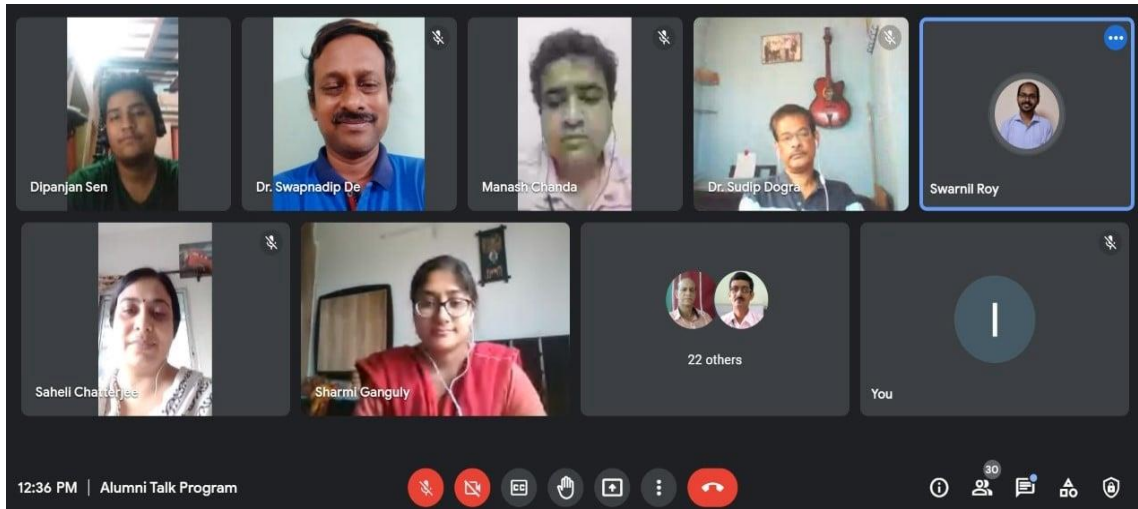 Dipanjan Sen
Dr. Swapnadip De
Manash Chanda
Dr. Sudip Dogra
Swarnil Roy
Saheli Chatterjee
Sharmi Ganguly
22 others
I
You
12:36 PM | Alumni Talk Program
CC
30